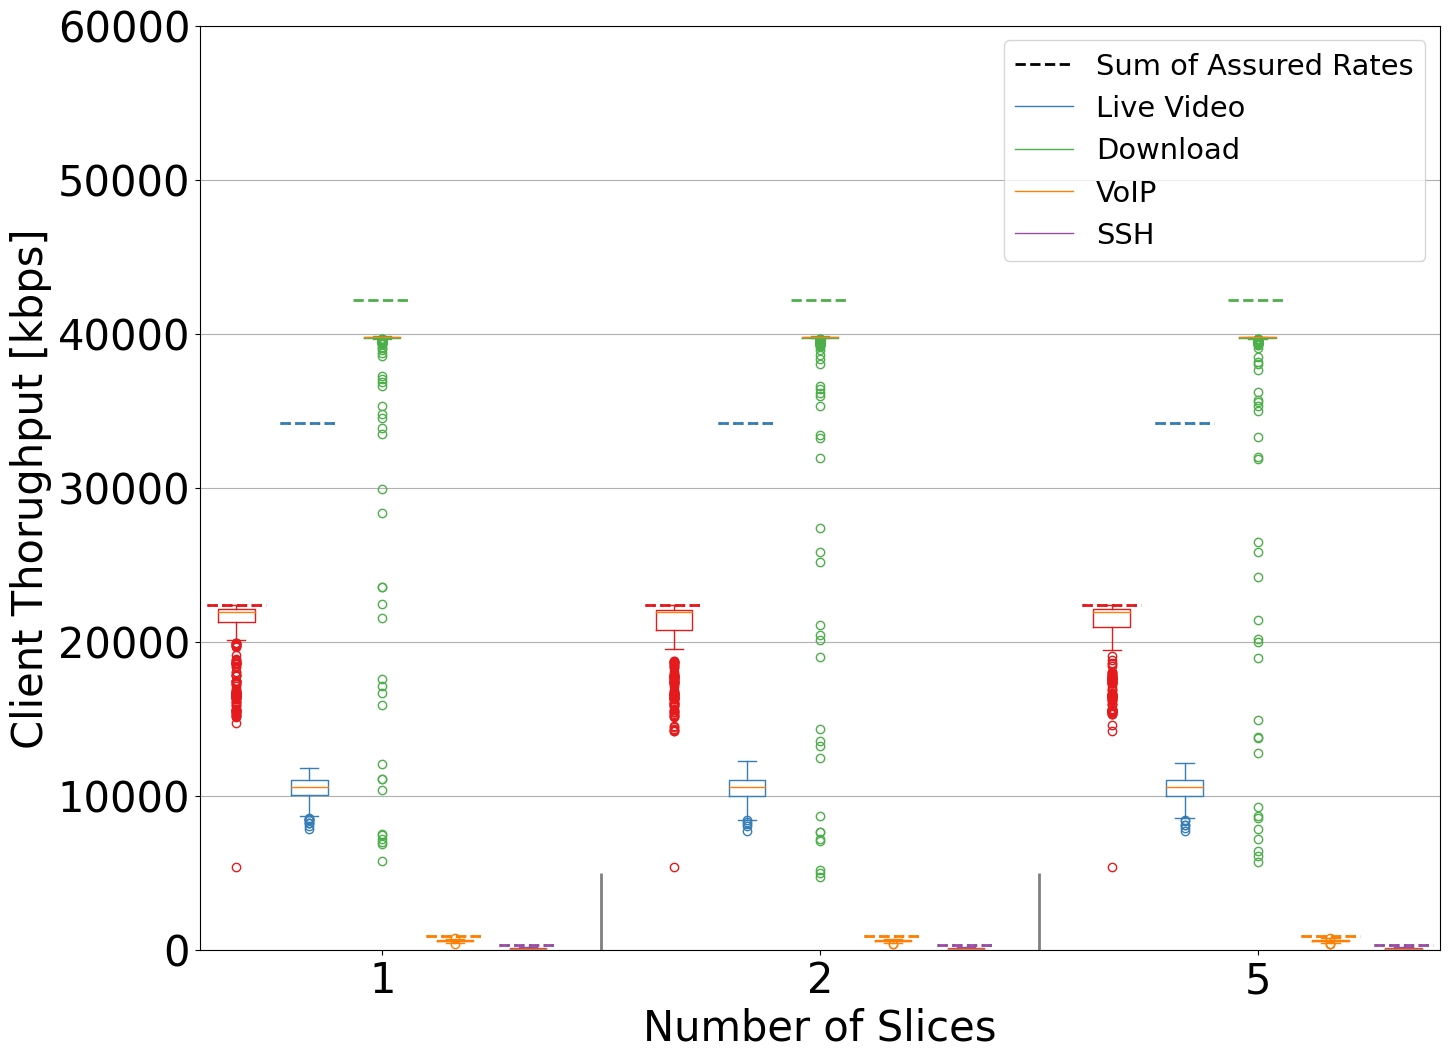 60000
50000
40000
30000
20000
10000
0
Client Thorughput [kbps]
Sum of Assured Rates
Live Video
Download
VoIP
SSH
1
2
5
Number of Slices